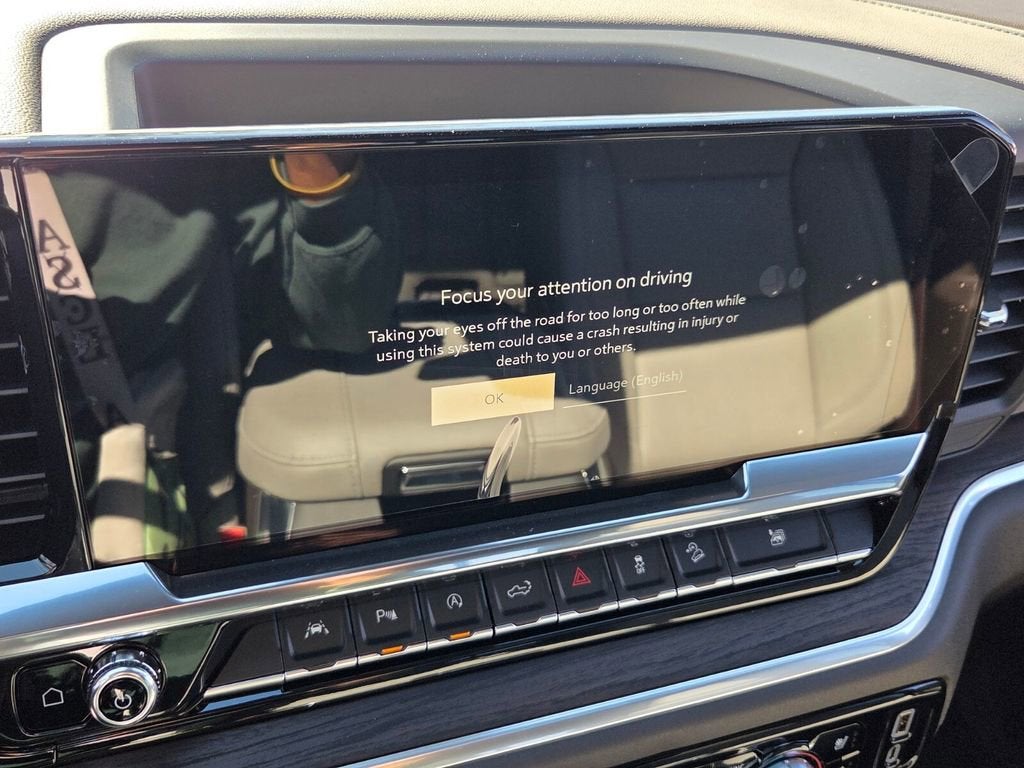 Focus your attention on driving
Taking your eyes off the road for too long or too often while
using this system could cause a crash resulting in injury or
death to you or others.
OK
Language (English)
P
A
OFF